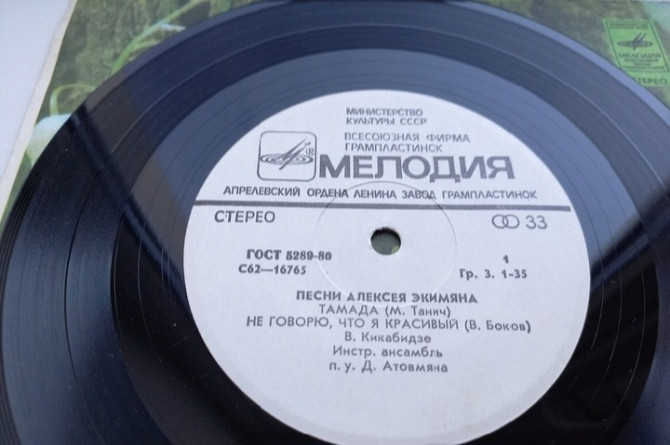 МИНИСТЕРСТВО
КУЛЬТУРЫ СССР
ВСЕСОЮЗНАЯ ФИРМА
ГРАМПЛАСТИНОК
МЕЛОДИЯ
АПРЕЛЕВСКИЙ ОРДЕНА ЛЕНИНА ЗАВОД ГРАМПЛАСТИНОК
СТЕРЕО
33
ГОСТ 5289-80
С62—16765
1
Гр. 3. 1-35
ПЕСНИ АЛЕКСЕЯ ЭКИМЯНА
ТАМАДА (М. Танич)
НЕ ГОВОРЮ, ЧТО Я КРАСИВЫЙ (В. Боков)
В. Кикабидзе
Инстр. ансамбль
п. у. Д. Атовмяна
МЕЛОДИЯ
СТЕРЕО